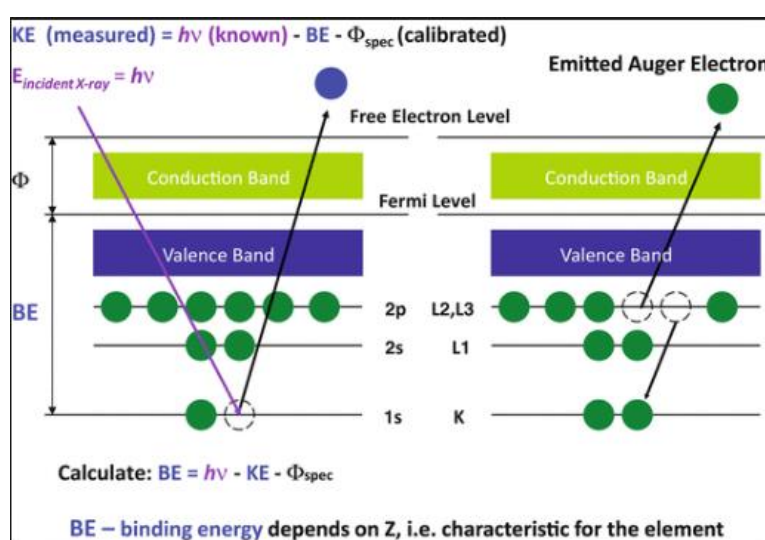 KE (measured) = hν (known) - BE - Φspec (calibrated)
Eincident X-ray = hν
Emitted Auger Electron
Free Electron Level
Φ
Conduction Band
Conduction Band
Fermi Level
Valence Band
Valence Band
BE
2p L2,L3
2s L1
1s K
Calculate: BE = hν - KE - Φspec
BE – binding energy depends on Z, i.e. characteristic for the element